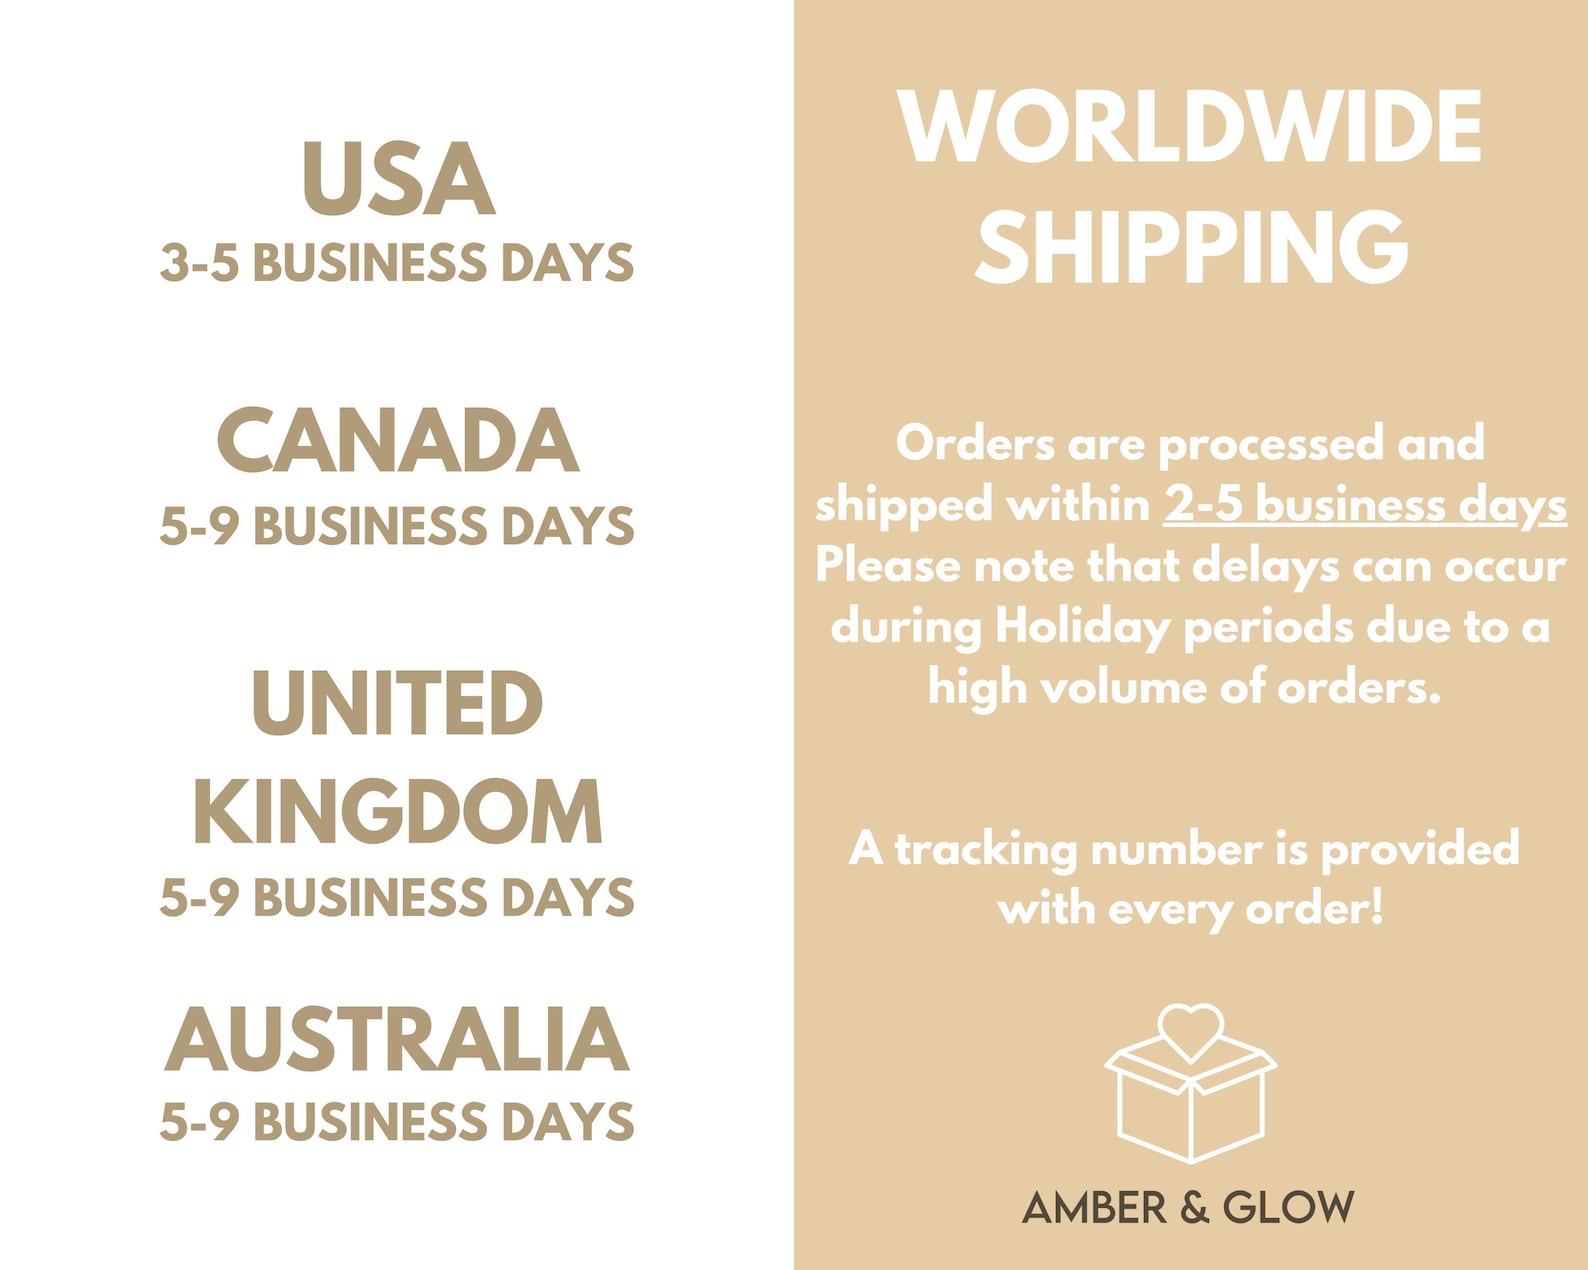 USA
3-5 BUSINESS DAYS
CANADA
5-9 BUSINESS DAYS
UNITED
KINGDOM
5-9 BUSINESS DAYS
AUSTRALIA
5-9 BUSINESS DAYS
WORLDWIDE
SHIPPING
Orders are processed and
shipped within 2-5 business days
Please note that delays can occur
during Holiday periods due to a
high volume of orders.
A tracking number is provided
with every order!
AMBER & GLOW